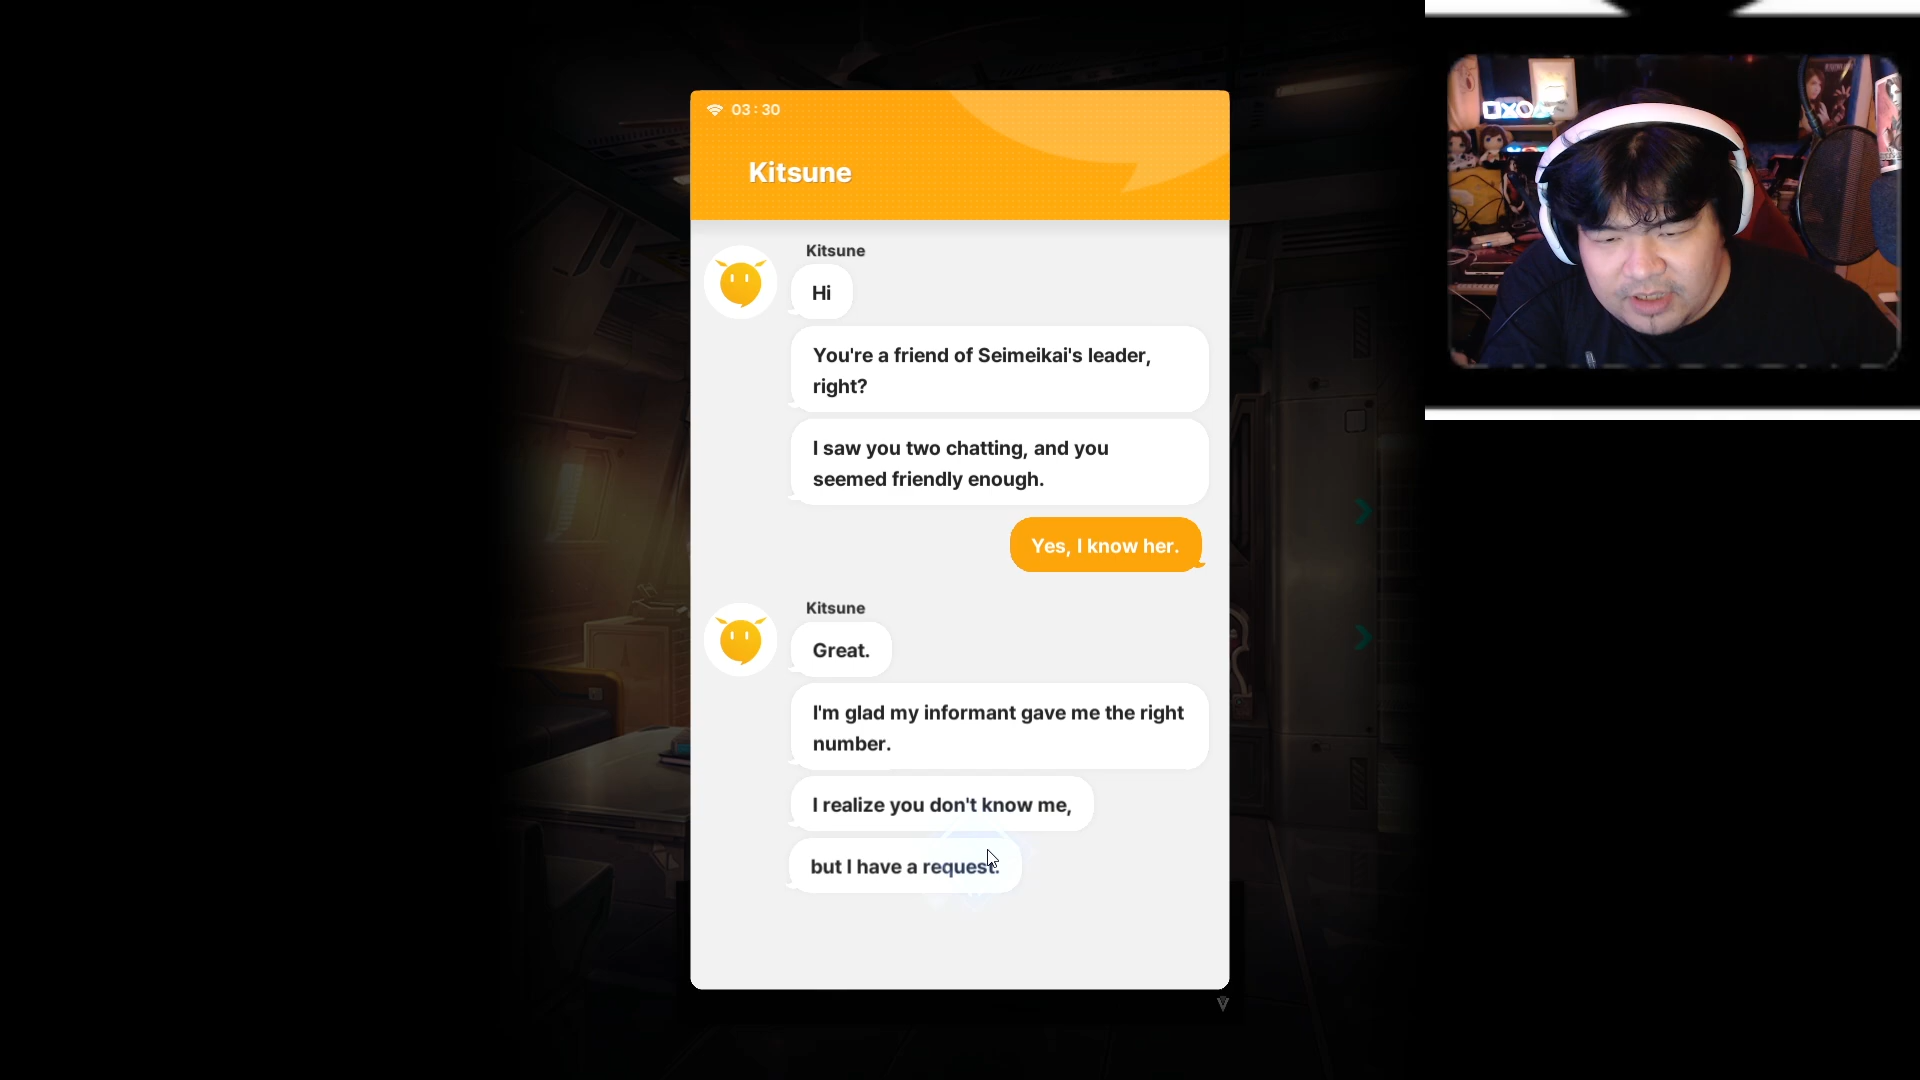 03:30
Kitsune
Kitsune
Hi
You're a friend of Seimeikai's leader,
right?
I saw you two chatting, and you
seemed friendly enough.
Yes, I know her.
Kitsune
Great.
I'm glad my informant gave me the right
number.
I realize you don't know me,
but I have a request.